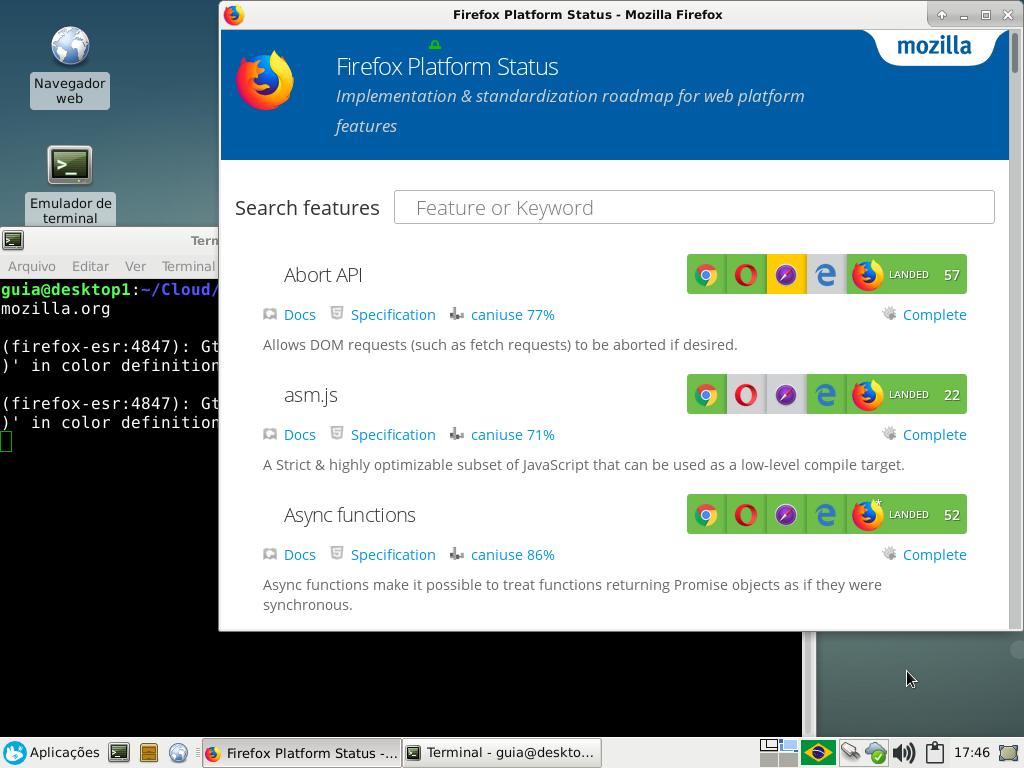 Firefox Platform Status - Mozilla Firefox
Navegador
web
Emulador de
terminal
mozilla
Firefox Platform Status
Implementation & standardization roadmap for web platform
features
Search features
Feature or Keyword
Abort API
LANDED 57
Docs Specification caniuse 77% Complete
Allows DOM requests (such as fetch requests) to be aborted if desired.
asm.js
LANDED 22
Docs Specification caniuse 71% Complete
A Strict & highly optimizable subset of JavaScript that can be used as a low-level compile target.
Async functions
LANDED 52
Docs Specification caniuse 86% Complete
Async functions make it possible to treat functions returning Promise objects as if they were
synchronous.
Arquivo Editar Ver Terminal
guia@desktop1:~/Cloud/
mozilla.org
(firefox-esr:4847): Gt
)' in color definition
(firefox-esr:4847): Gt
)' in color definition
Aplicações
Firefox Platform Status -...
Terminal - guia@deskto...
17:46